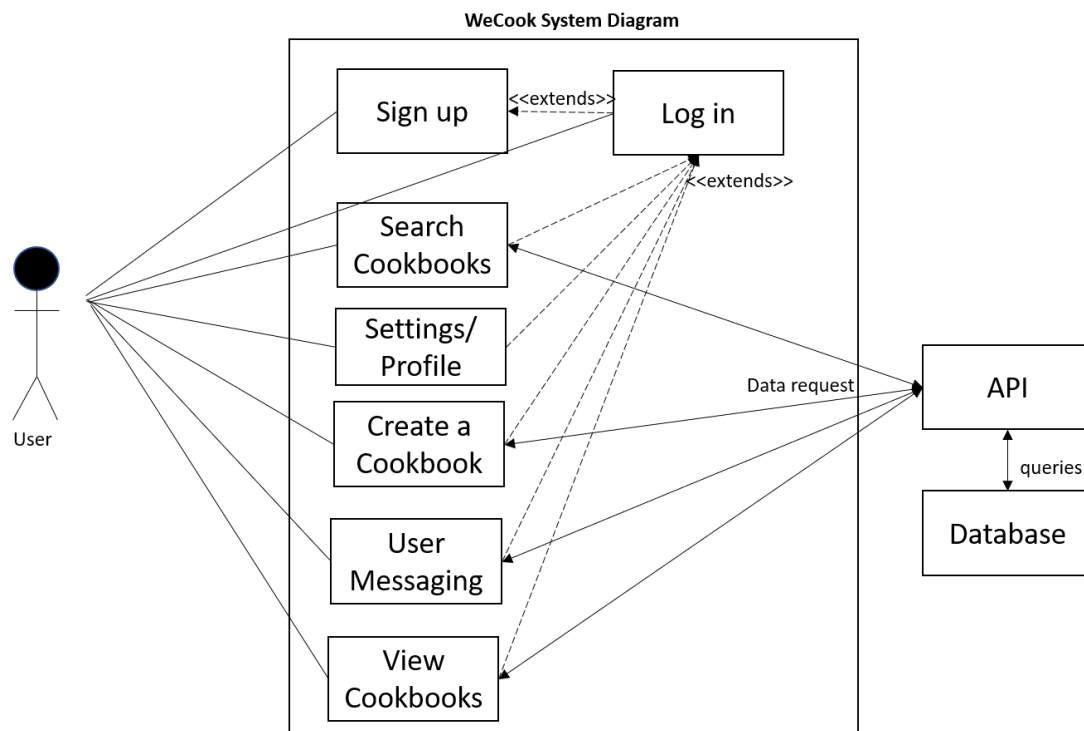 WeCook System Diagram
Sign up
<<extends>>
Log in
<<extends>>
Search
Cookbooks
Settings/
Profile
User
Data request
API
Create a
Cookbook
queries
Database
User
Messaging
View
Cookbooks